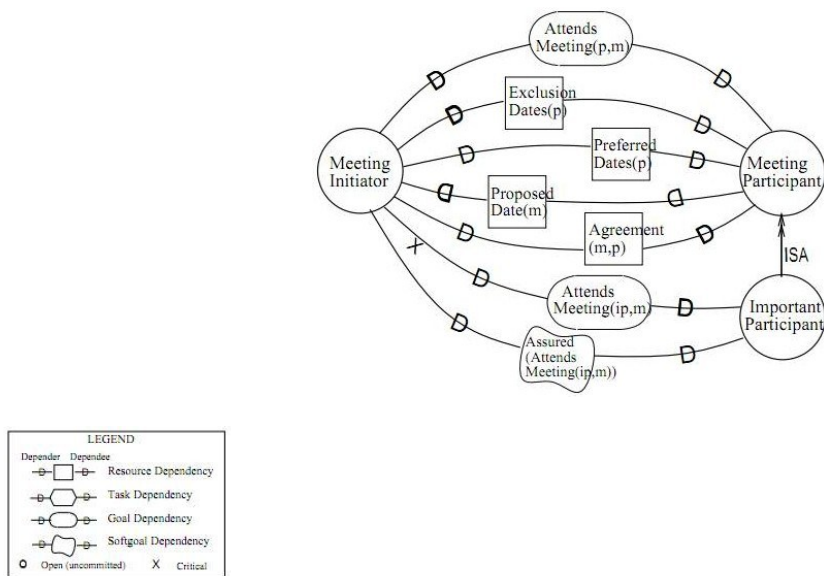 Attends
Meeting(p,m)
D
D
Exclusion
Dates(p)
D
D
Preferred
Dates(p)
D
D
Meeting
Initiator
Meeting
Participant
Proposed
Date(m)
D
D
Agreement
(m,p)
D
D
X
ISA
Attends
Meeting(ip,m)
D
D
Important
Participant
Assured
(Attends
Meeting(ip,m))
D
D
LEGEND
Depender Dependee
D D Resource Dependency
D D Task Dependency
D D Goal Dependency
D D Softgoal Dependency
O Open (uncommitted) X Critical